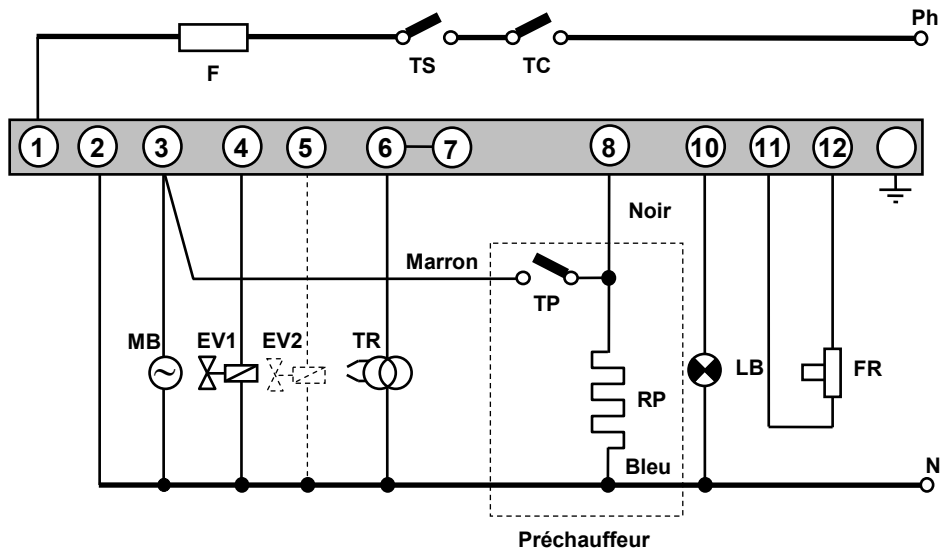 Ph
F
TS
TC
1 2 3 4 5 6 7 8 10 11 12
Noir
Marron
TP
MB
EV1
EV2
TR
LB
FR
RP
Bleu
N
Préchauffeur